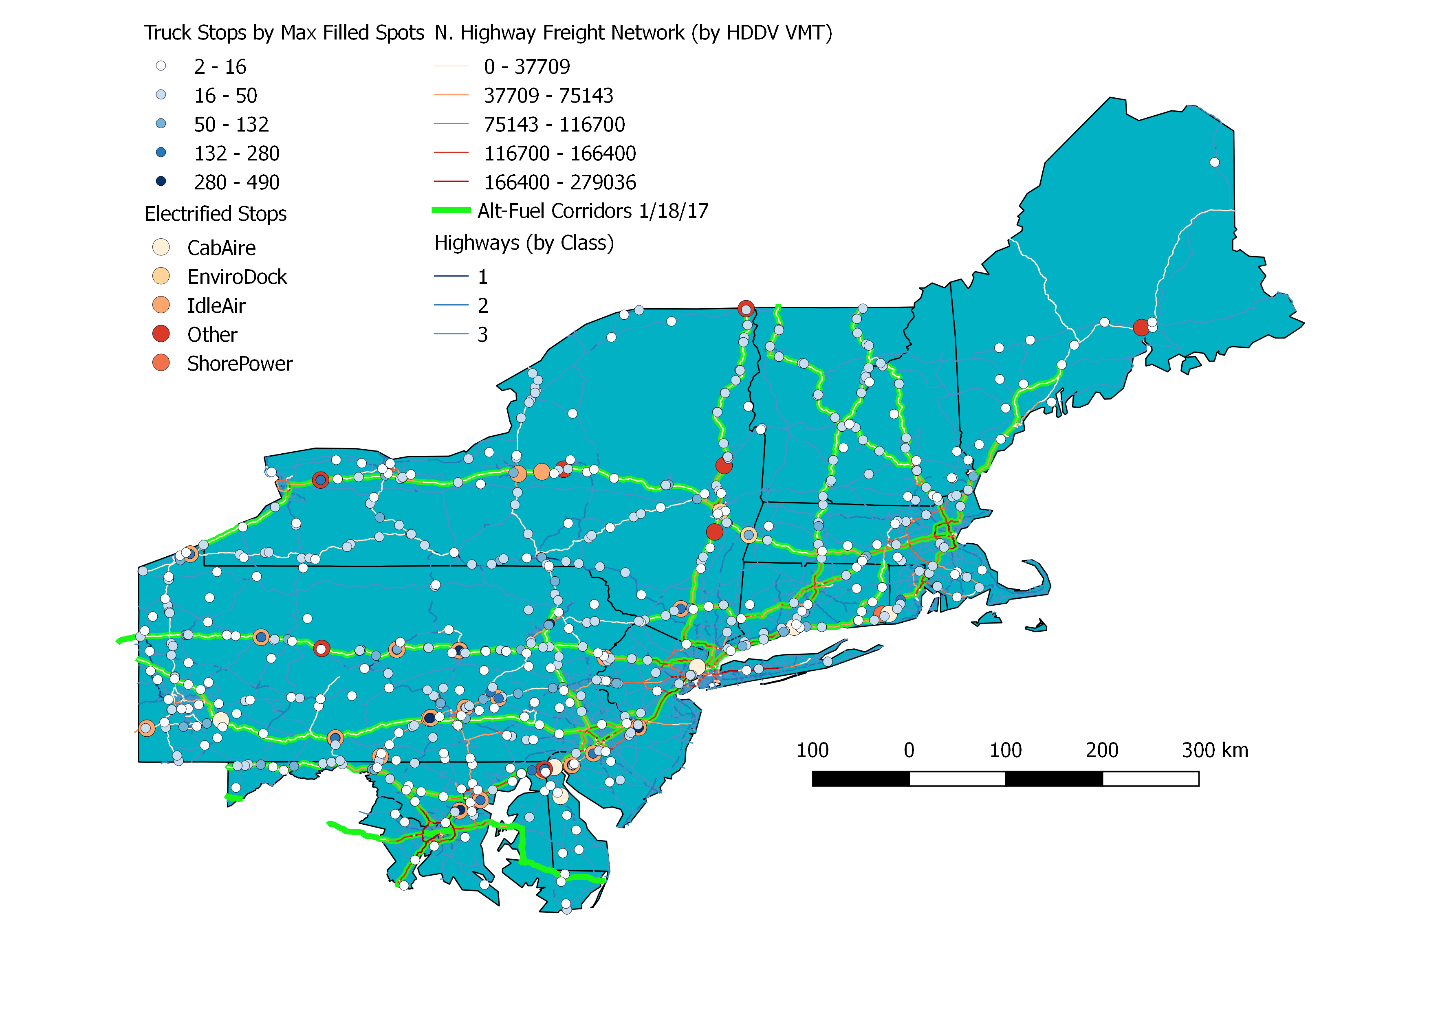 Truck Stops by Max Filled Spots
2 - 16
16 - 50
50 - 132
132 - 280
280 - 490
Electrified Stops
CabAire
EnviroDock
IdleAir
Other
ShorePower
N. Highway Freight Network (by HDDV VMT)
0 - 37709
37709 - 75143
75143 - 116700
116700 - 166400
166400 - 279036
Alt-Fuel Corridors 1/18/17
Highways (by Class)
1
2
3
100 0 100 200 300 km